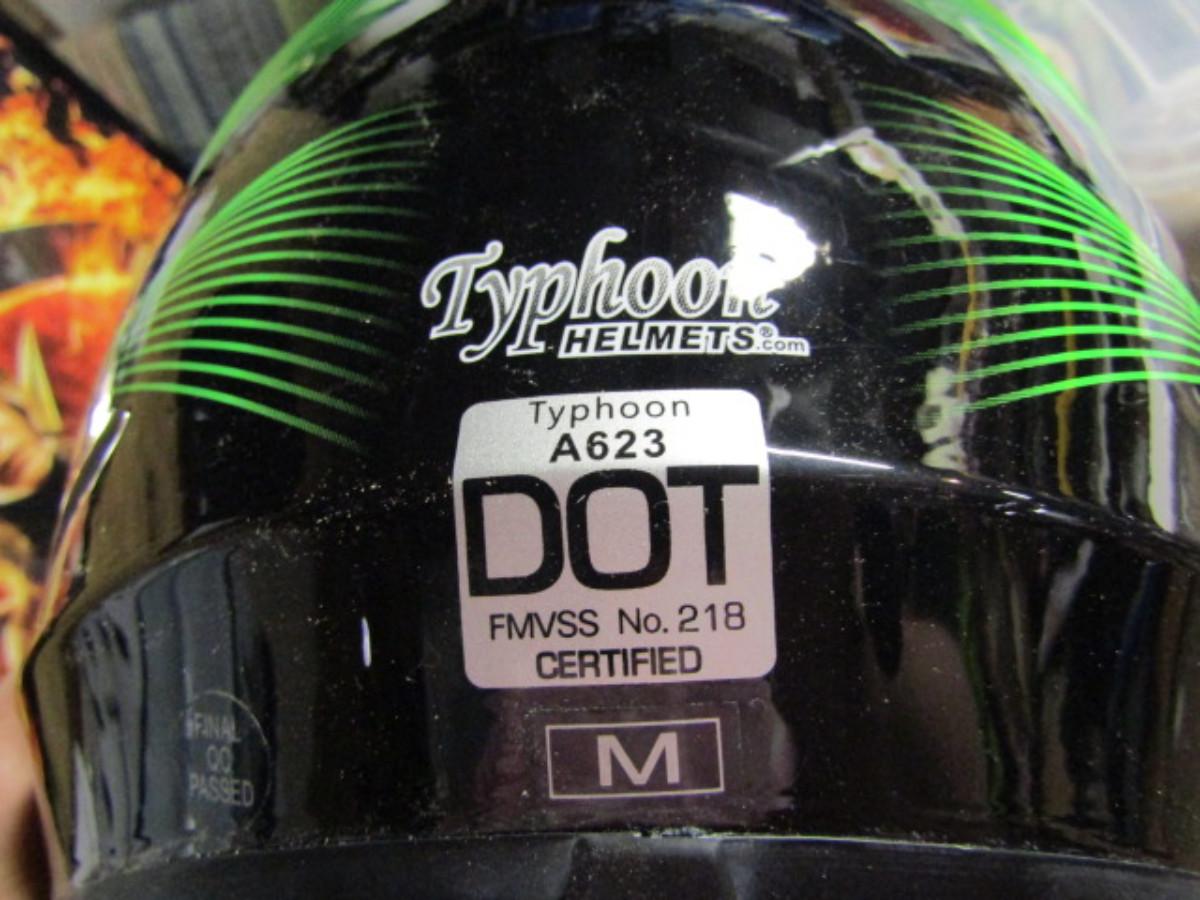 Typhoon
HELMETS®.com
Typhoon
A623
DOT
FMVSS No. 218
CERTIFIED
M
FINAL
QC
PASSED